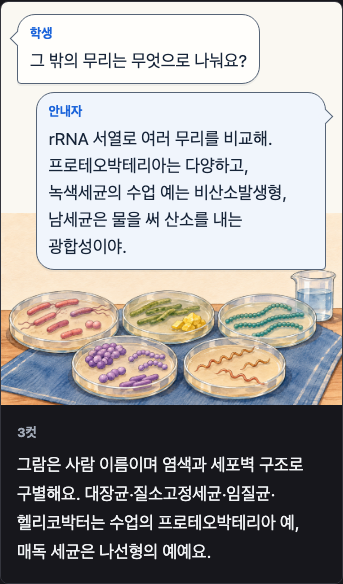 학생
그 밖의 무리는 무엇으로 나눠요?
안내자
rRNA 서열로 여러 무리를 비교해.
프로테오박테리아는 다양하고,
녹색세균의 수업 예는 비산소발생형,
남세균은 물을 써 산소를 내는
광합성이야.
3컷
그람은 사람 이름이며 염색과 세포벽 구조로
구별해요. 대장균·질소고정세균·임질균·
헬리코박터는 수업의 프로테오박테리아 예,
매독 세균은 나선형의 예예요.